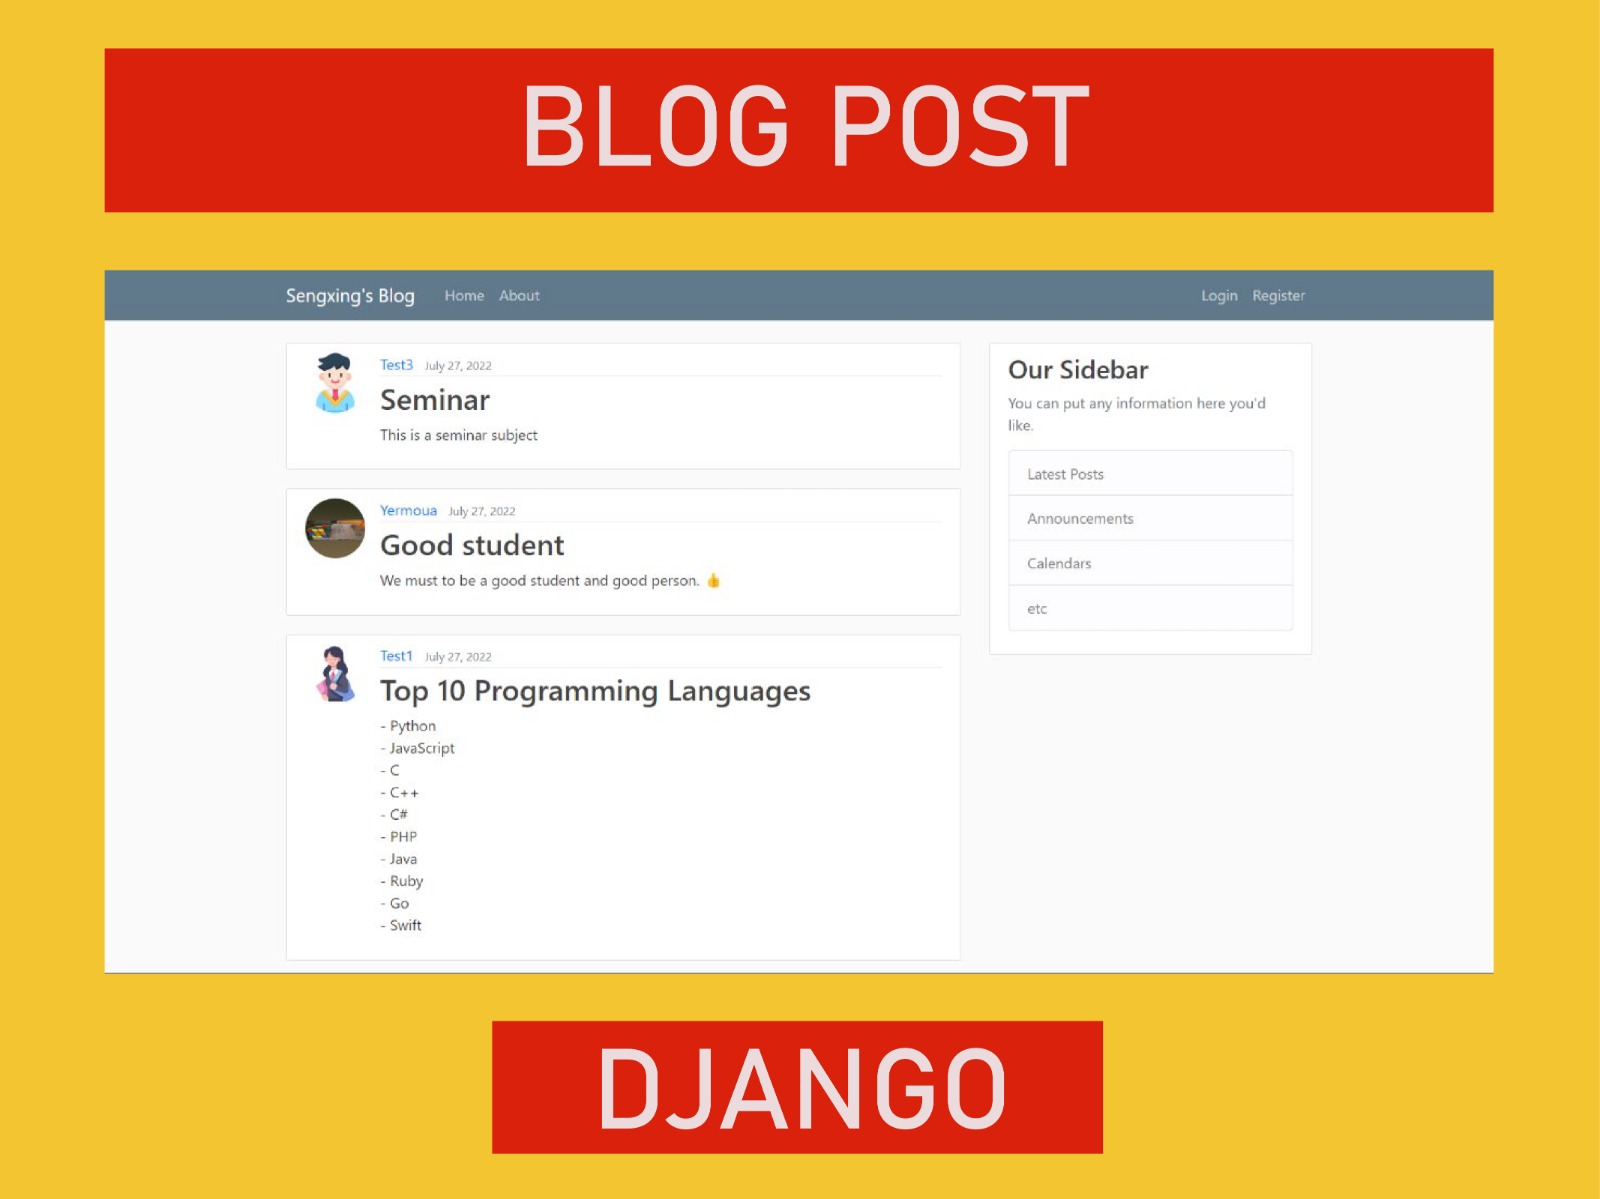 BLOG POST
Sengxing's Blog Home About Login Register
Test3 July 27, 2022
Seminar
This is a seminar subject
Yermoua July 27, 2022
Good student
We must to be a good student and good person. 👍
Test1 July 27, 2022
Top 10 Programming Languages
- Python
- JavaScript
- C
- C++
- C#
- PHP
- Java
- Ruby
- Go
- Swift
Our Sidebar
You can put any information here you'd
like.
Latest Posts
Announcements
Calendars
etc
DJANGO